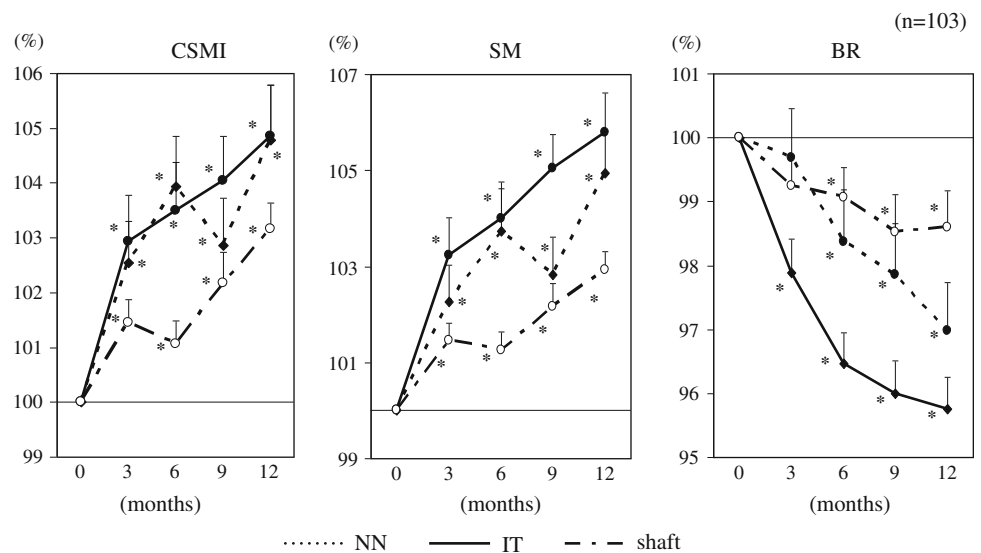 (n=103)
(%) (%) (%)
CSMI SM BR
106 107 101
105 105 100
104 103 99
103 101 98
102 99 97
101 96
100 95
99
0 3 6 9 12 0 3 6 9 12 0 3 6 9 12
(months) (months) (months)
* * * * * * * * * * * *
* * * * * * * * * * * *
* * * * * * * * * *
NN IT shaft